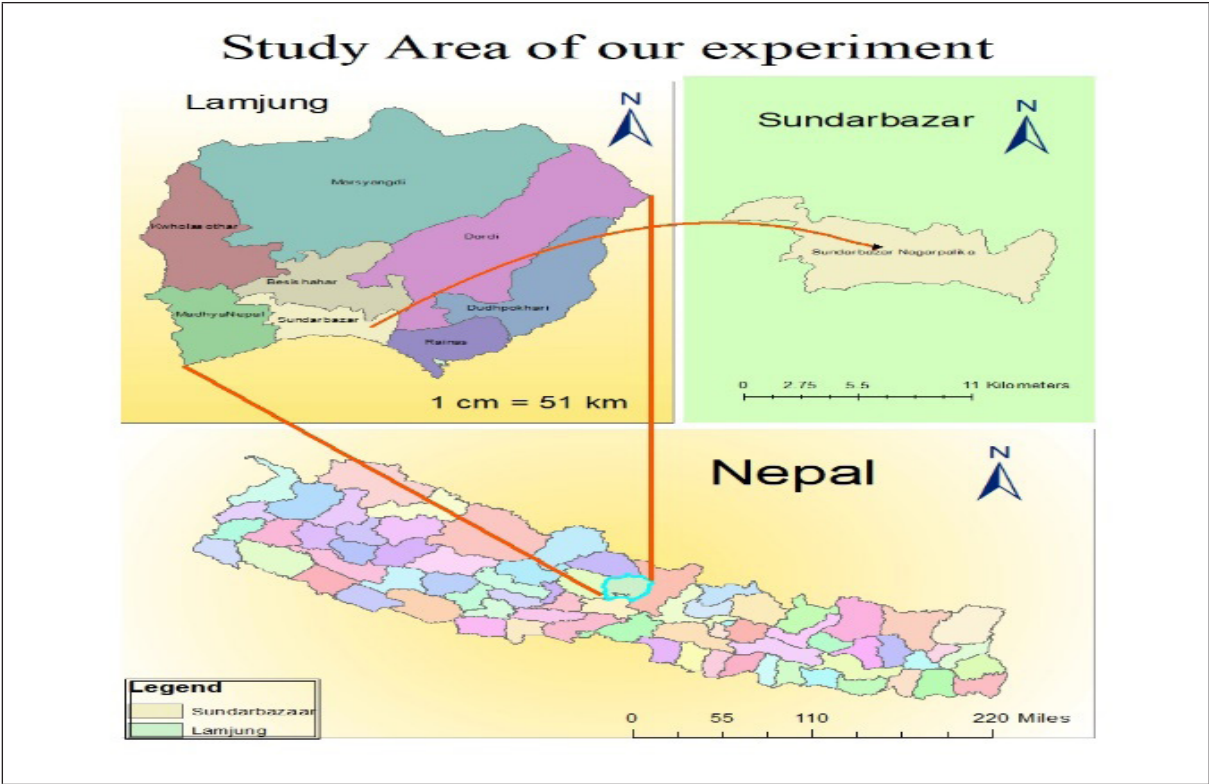 Study Area of our experiment
Lamjung
N
Marsyangdi
Kwholasothar
Dordi
Besishahar
MadhyaNepal
Sundarbazar
Dudhpokhari
Rainas
1 cm = 51 km
Sundarbazar
N
Sundarbazar Nagarpalika
0 2.75 5.5 11 Kilometers
Nepal
N
Legend
Sundarbazaar
Lamjung
0 55 110 220 Miles